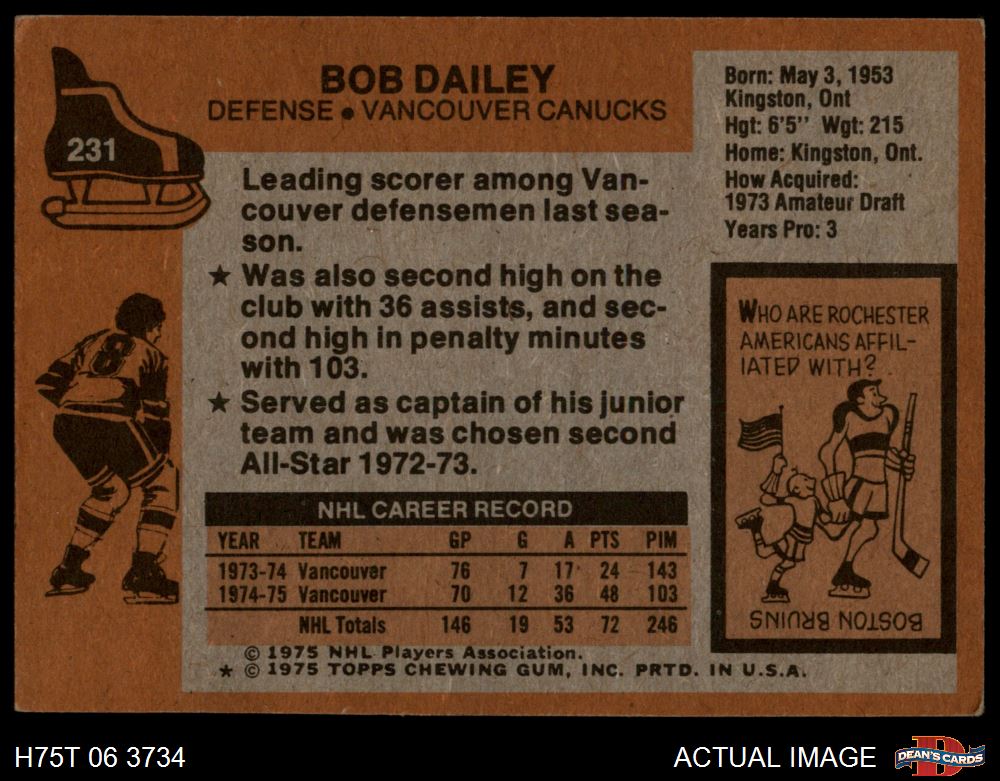 231
BOB DAILEY
DEFENSE • VANCOUVER CANUCKS
Leading scorer among Van-
couver defensemen last sea-
son.
★ Was also second high on the
club with 36 assists, and sec-
ond high in penalty minutes
with 103.
★ Served as captain of his junior
team and was chosen second
All-Star 1972-73.
NHL CAREER RECORD
YEAR TEAM GP G A PTS PIM
1973-74 Vancouver 76 7 17 24 143
1974-75 Vancouver 70 12 36 48 103
NHL Totals 146 19 53 72 246
© 1975 NHL Players Association.
★ © 1975 TOPPS CHEWING GUM, INC. PRTD. IN U.S.A.
Born: May 3, 1953
Kingston, Ont
Hgt: 6'5" Wgt: 215
Home: Kingston, Ont.
How Acquired:
1973 Amateur Draft
Years Pro: 3
WHO ARE ROCHESTER
AMERICANS AFFIL-
IATED WITH?
BOSTON BRUINS
8
H75T 06 3734
ACTUAL IMAGE
D
DEAN'S CARDS